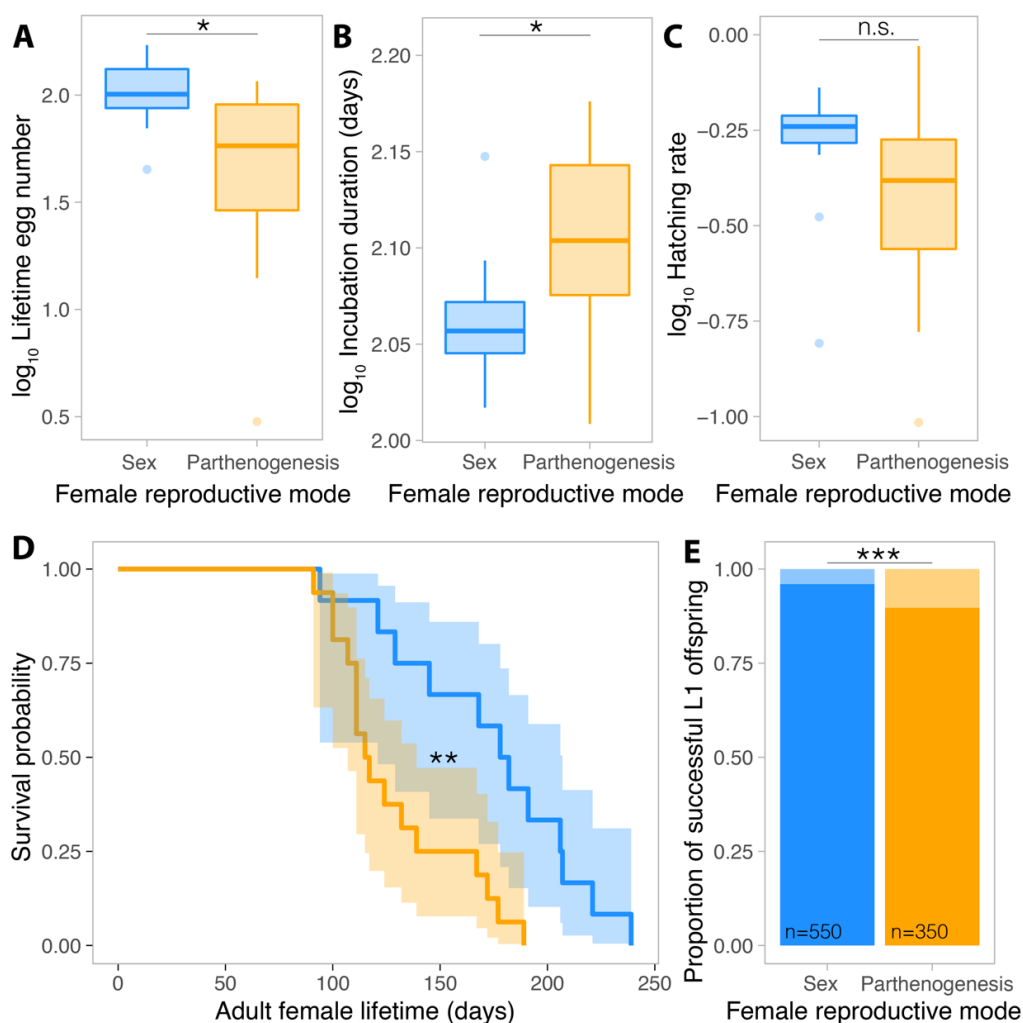 A
*
log10 Lifetime egg number
2.0
1.5
1.0
0.5
Sex
Parthenogenesis
Female reproductive mode
B
*
log10 Incubation duration (days)
2.20
2.15
2.10
2.05
2.00
Sex
Parthenogenesis
Female reproductive mode
C
n.s.
log10 Hatching rate
0.00
−0.25
−0.50
−0.75
−1.00
Sex
Parthenogenesis
Female reproductive mode
D
Survival probability
1.00
0.75
0.50
0.25
0.00
**
0
50
100
150
200
250
Adult female lifetime (days)
E
***
Proportion of successful L1 offspring
1.00
0.75
0.50
0.25
0.00
n=550
n=350
Sex
Parthenogenesis
Female reproductive mode